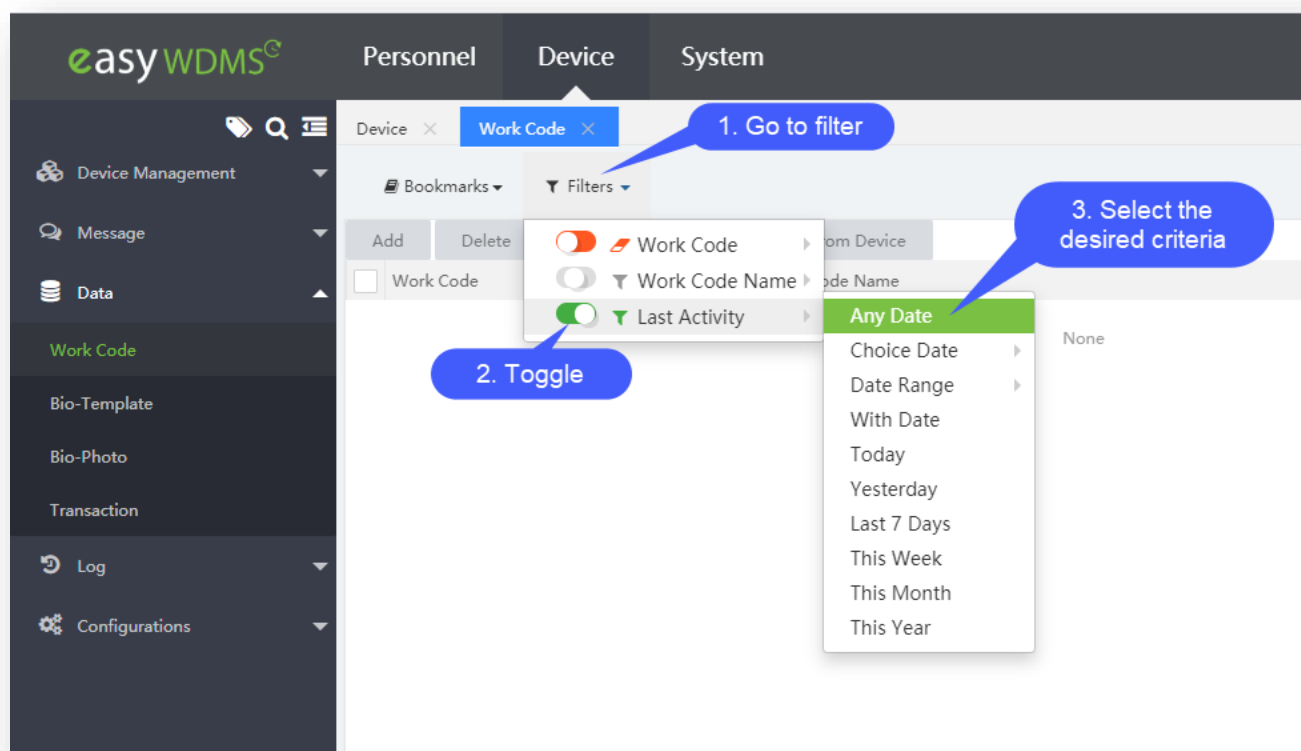 easy WDMS
Personnel
Device
System
Device
Work Code
1. Go to filter
Bookmarks
Filters
Device Management
Message
Data
Work Code
Bio-Template
Bio-Photo
Transaction
Log
Configurations
Add
Delete
om Device
Work Code
ode Name
Work Code
Work Code Name
Last Activity
2. Toggle
3. Select the
desired criteria
Any Date
Choice Date
Date Range
With Date
Today
Yesterday
Last 7 Days
This Week
This Month
This Year
None